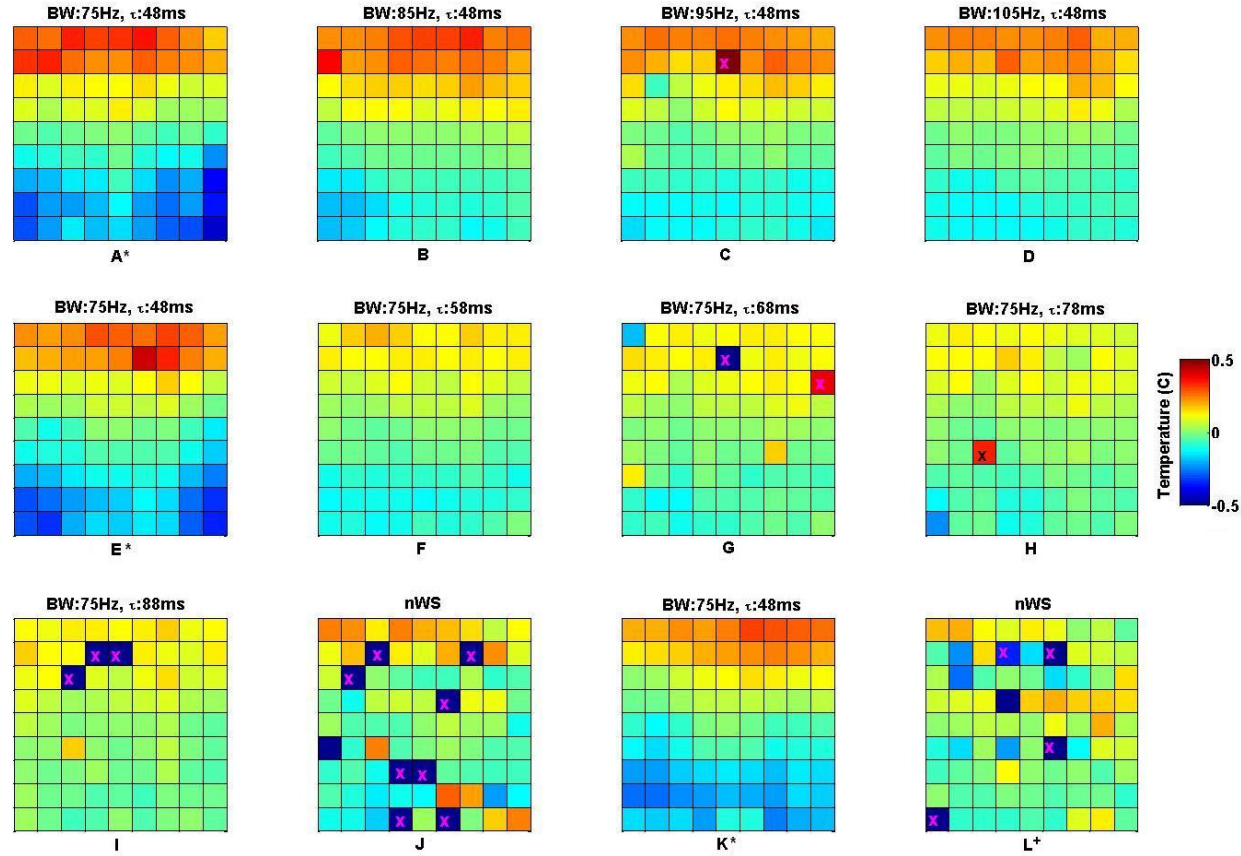 BW:75Hz, τ:48ms BW:85Hz, τ:48ms BW:95Hz, τ:48ms BW:105Hz, τ:48ms
x
A* B C D
BW:75Hz, τ:48ms BW:75Hz, τ:58ms BW:75Hz, τ:68ms BW:75Hz, τ:78ms
x
x
x
0.5
0
-0.5
Temperature (C)
E* F G H
BW:75Hz, τ:88ms nWS BW:75Hz, τ:48ms nWS
x x x x x x
x x
x
x
x x
x x x
I J K* L+